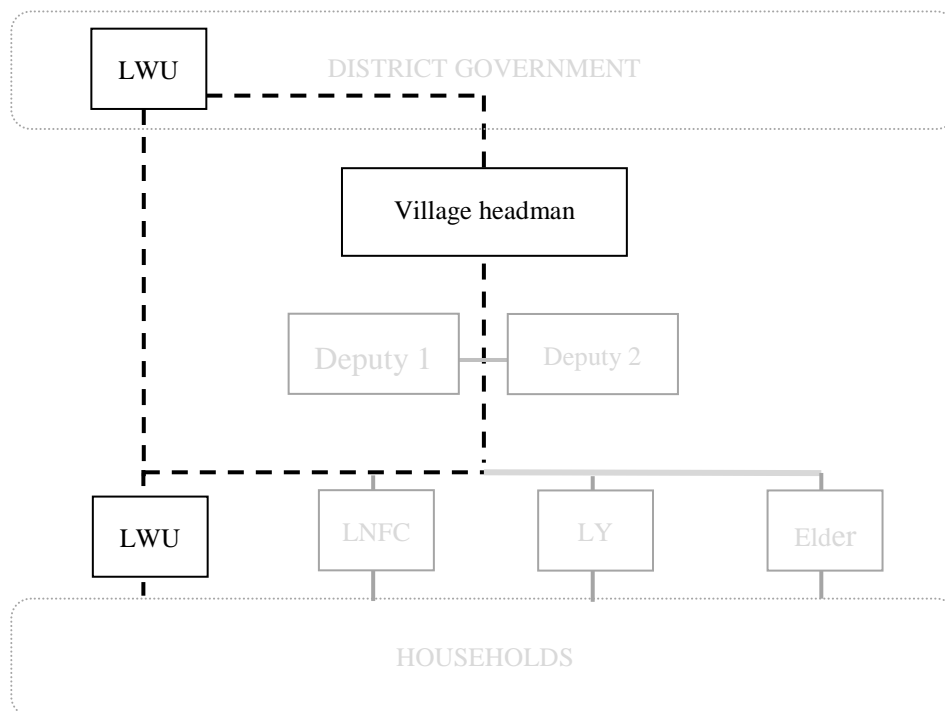 LWU
DISTRICT GOVERNMENT
Village headman
Deputy 1
Deputy 2
LWU
LNFC
LY
Elder
HOUSEHOLDS